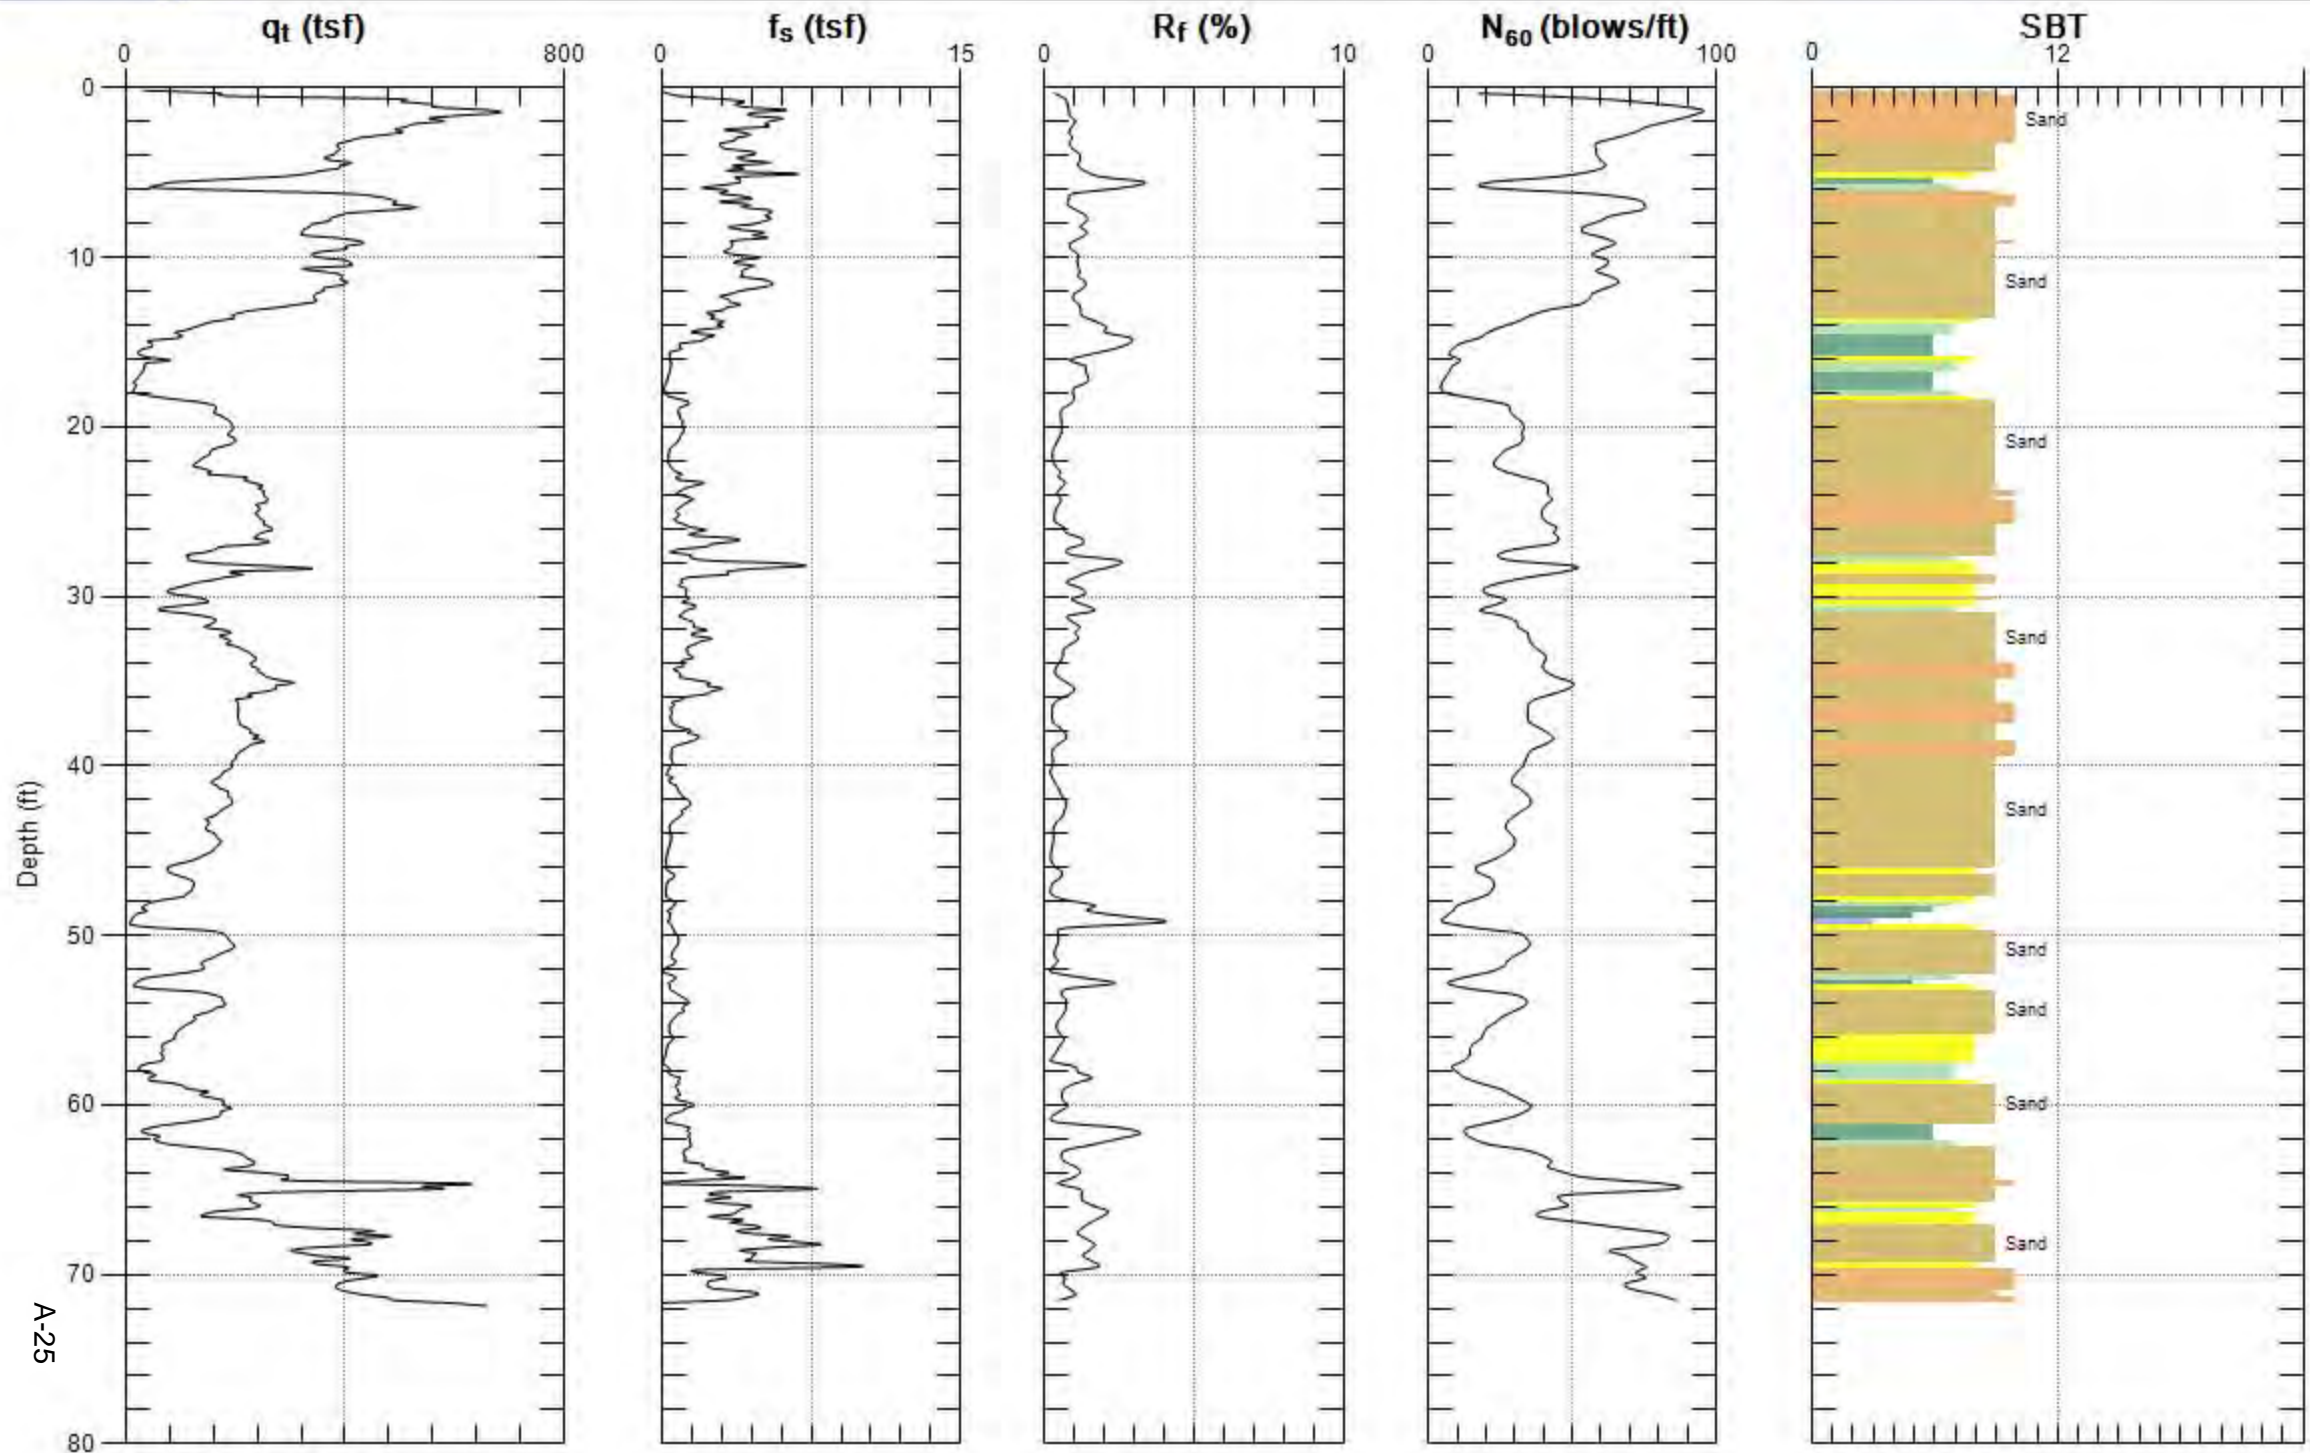 qt (tsf)
fs (tsf)
Rf (%)
N60 (blows/ft)
SBT
0 800
0 15
0 10
0 100
0 12
0
Sand
10
Sand
20
Sand
30
Sand
40
Sand
Depth (ft)
50
Sand
Sand
60
Sand
Sand
70
80
A-25